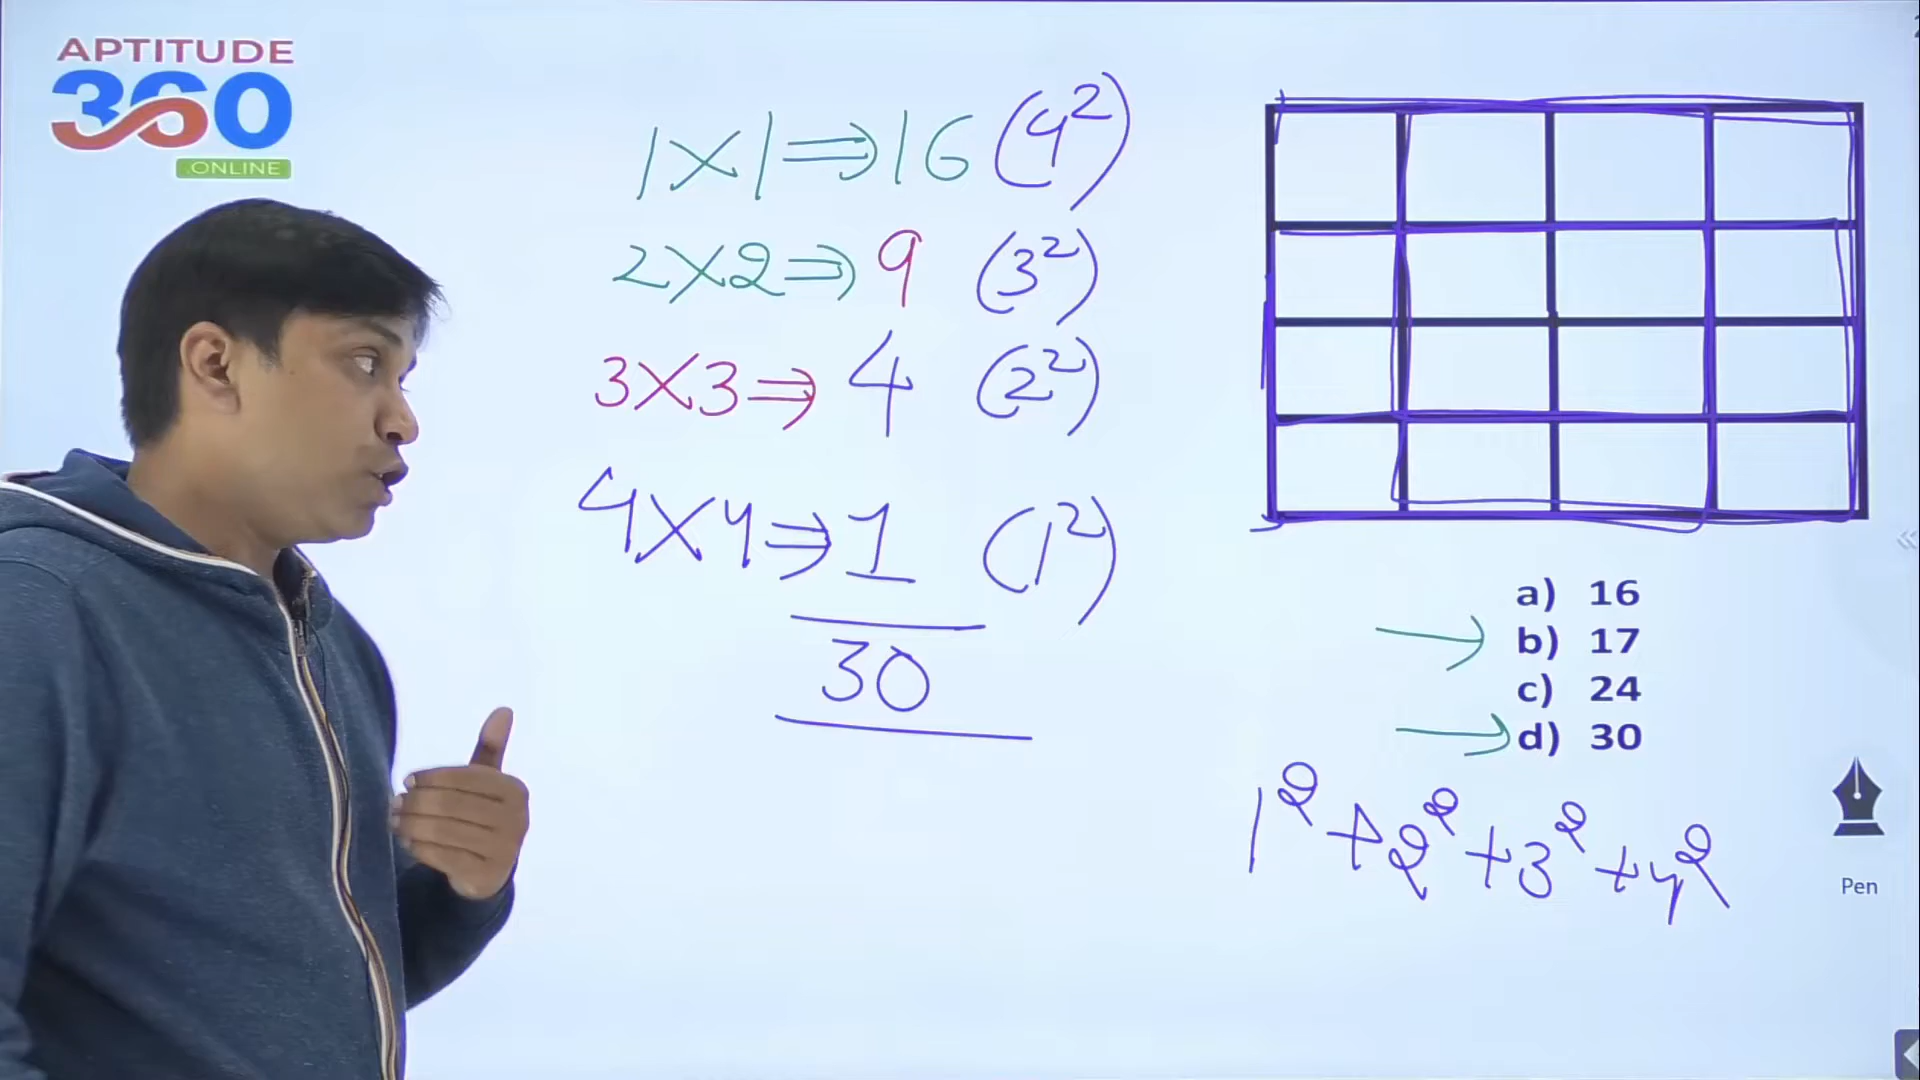 APTITUDE
360
.ONLINE
1×1⇒16 (4²)
2×2⇒ 9 (3²)
3×3⇒ 4 (2²)
4×4⇒1 (1²)
30
a) 16
b) 17
c) 24
d) 30
1²+2²+3²+4²
Pen